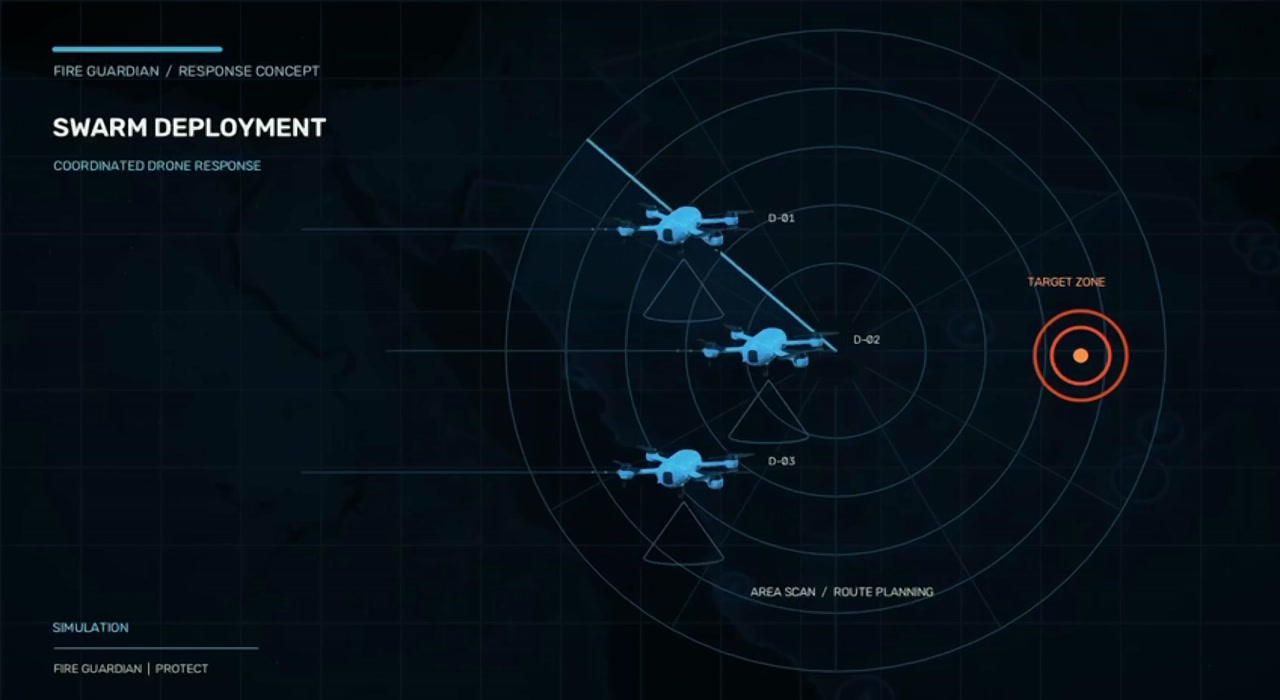 FIRE GUARDIAN / RESPONSE CONCEPT
SWARM DEPLOYMENT
COORDINATED DRONE RESPONSE
D-01
TARGET ZONE
D-02
D-03
AREA SCAN / ROUTE PLANNING
SIMULATION
FIRE GUARDIAN | PROTECT